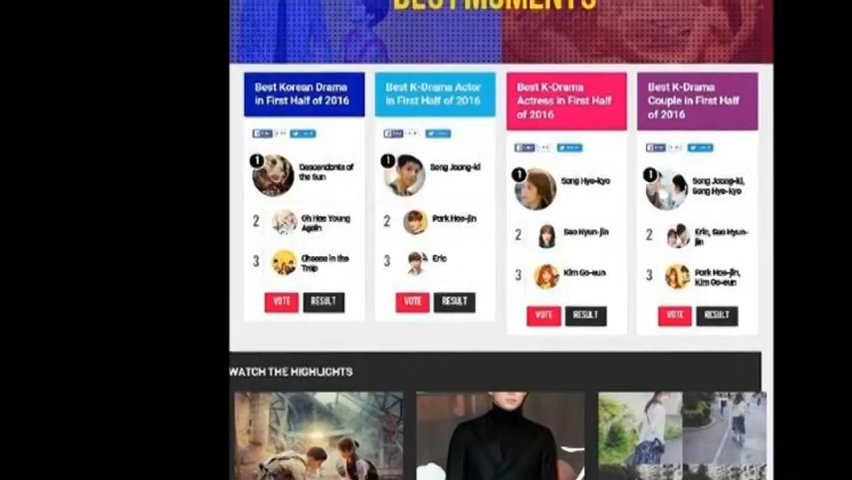 BEST MOMENTS
Best Korean Drama
in First Half of 2016
1
Descendants of
the Sun
2
Oh Hae Young
Again
3
Cheese in the
Trap
VOTE RESULT
Best K-Drama Actor
in First Half of 2016
1
Song Joong-ki
2
Park Hae-jin
3
Eric
VOTE RESULT
Best K-Drama
Actress in First Half
of 2016
1
Song Hye-kyo
2
Seo Hyun-jin
3
Kim Go-eun
VOTE RESULT
Best K-Drama
Couple in First Half
of 2016
1
Song Joong-ki,
Song Hye-kyo
2
Eric, Seo Hyun-
jin
3
Park Hae-jin,
Kim Go-eun
VOTE RESULT
WATCH THE HIGHLIGHTS